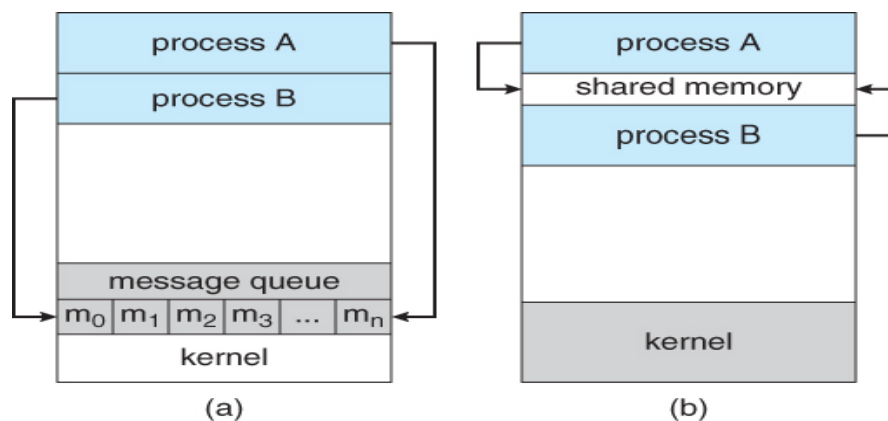 process A
process B
message queue
m0 m1 m2 m3 ... mn
kernel
(a)
process A
shared memory
process B
kernel
(b)